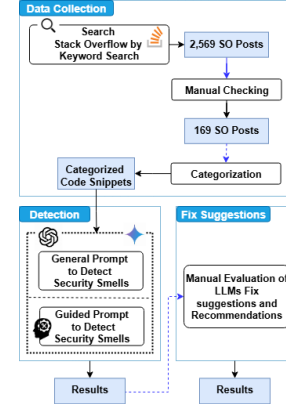 Data Collection
Search
Stack Overflow by
Keyword Search
2,569 SO Posts
Manual Checking
169 SO Posts
Categorization
Categorized
Code Snippets
Detection
General Prompt
to Detect
Security Smells
Guided Prompt
to Detect
Security Smells
Results
Fix Suggestions
Manual Evaluation of
LLMs Fix
suggestions and
Recommendations
Results